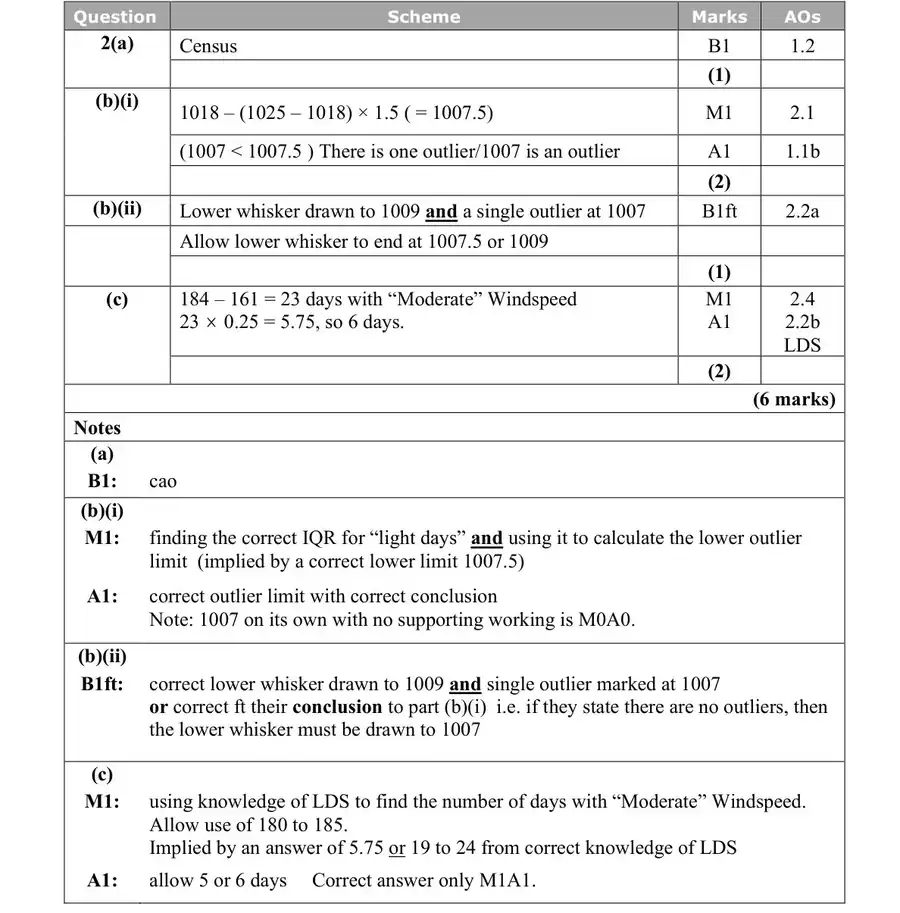 Question Scheme Marks AOs
2(a) Census B1 1.2
(1)
(b)(i)
1018 – (1025 – 1018) × 1.5 ( = 1007.5) M1 2.1
(1007 < 1007.5 ) There is one outlier/1007 is an outlier A1 1.1b
(2)
(b)(ii) Lower whisker drawn to 1009 and a single outlier at 1007 B1ft 2.2a
Allow lower whisker to end at 1007.5 or 1009
(1)
(c) 184 – 161 = 23 days with “Moderate” Windspeed M1 2.4
23 × 0.25 = 5.75, so 6 days. A1 2.2b
LDS
(2)
(6 marks)
Notes
(a)
B1: cao
(b)(i)
M1: finding the correct IQR for “light days” and using it to calculate the lower outlier
limit (implied by a correct lower limit 1007.5)
A1: correct outlier limit with correct conclusion
Note: 1007 on its own with no supporting working is M0A0.
(b)(ii)
B1ft: correct lower whisker drawn to 1009 and single outlier marked at 1007
or correct ft their conclusion to part (b)(i) i.e. if they state there are no outliers, then
the lower whisker must be drawn to 1007
(c)
M1: using knowledge of LDS to find the number of days with “Moderate” Windspeed.
Allow use of 180 to 185.
Implied by an answer of 5.75 or 19 to 24 from correct knowledge of LDS
A1: allow 5 or 6 days Correct answer only M1A1.